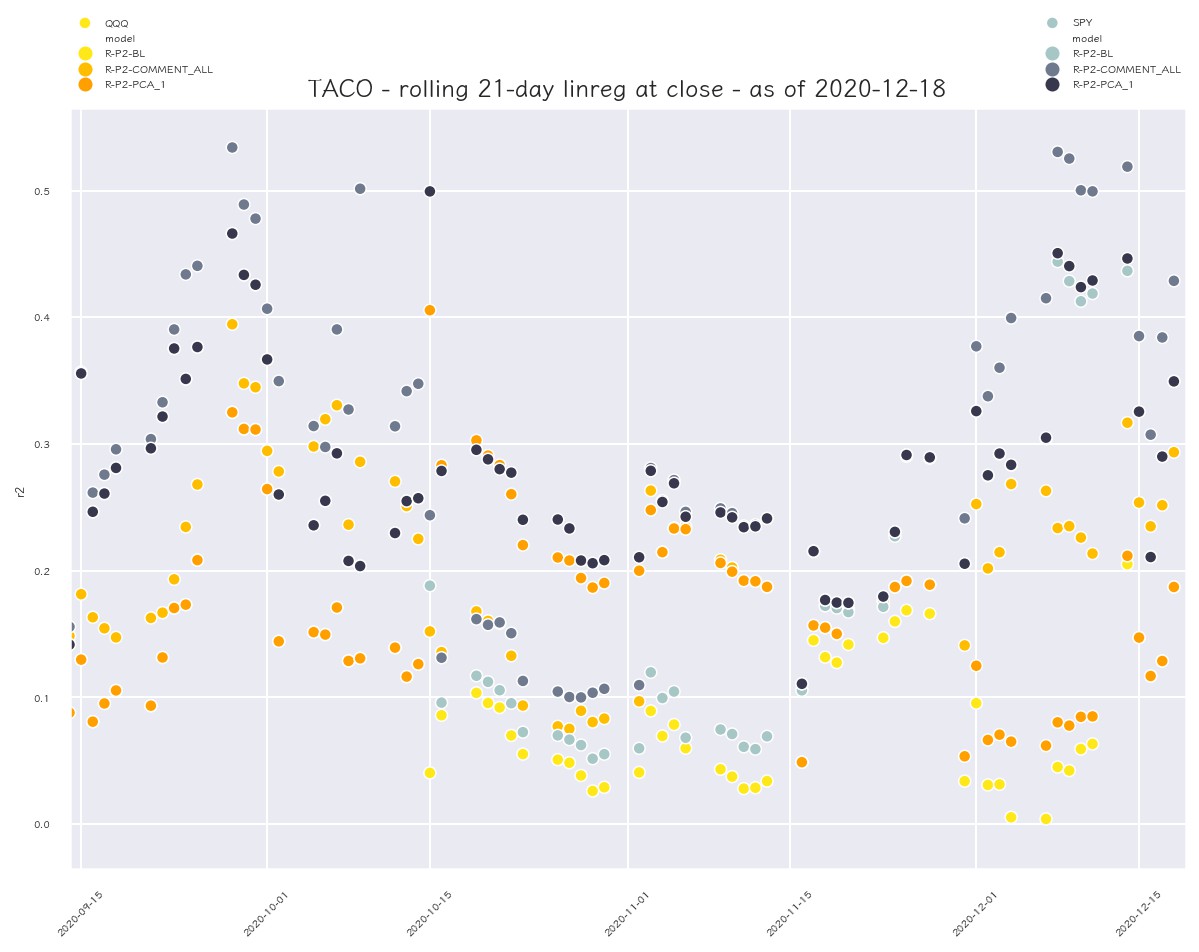 QQQ
model
R-P2-BL
R-P2-COMMENT_ALL
R-P2-PCA_1
SPY
model
R-P2-BL
R-P2-COMMENT_ALL
R-P2-PCA_1
TACO - rolling 21-day linreg at close - as of 2020-12-18
0.5
0.4
0.3
0.2
0.1
0.0
r2
2020-09-15
2020-10-01
2020-10-15
2020-11-01
2020-11-15
2020-12-01
2020-12-15